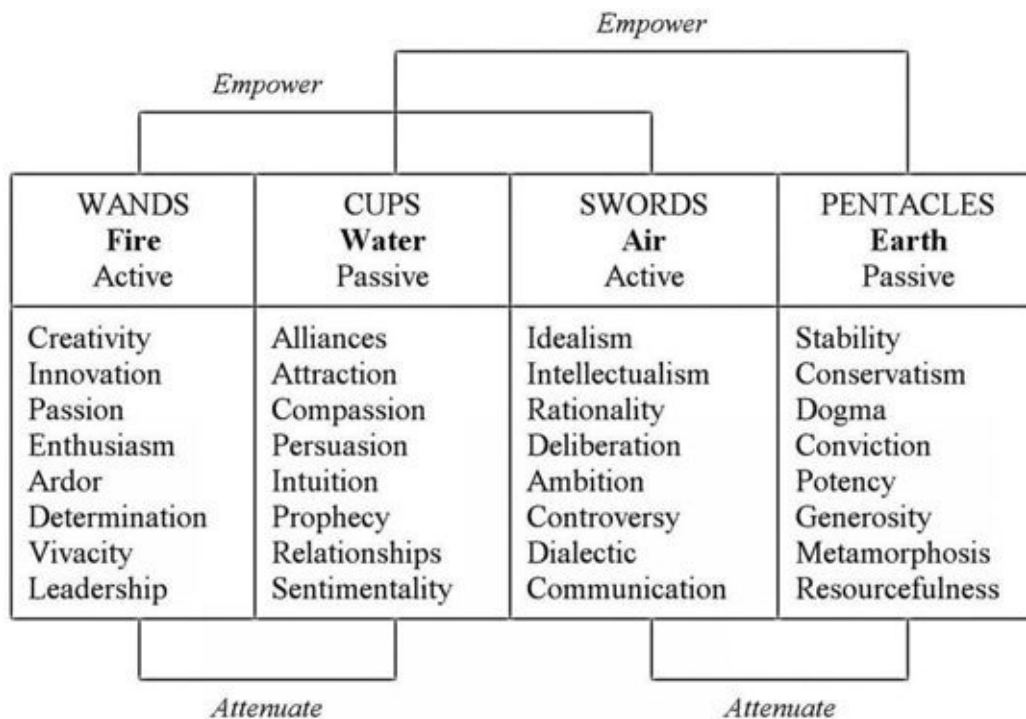 Empower
Empower
WANDS
Fire
Active
Creativity
Innovation
Passion
Enthusiasm
Ardor
Determination
Vivacity
Leadership
CUPS
Water
Passive
Alliances
Attraction
Compassion
Persuasion
Intuition
Prophecy
Relationships
Sentimentality
SWORDS
Air
Active
Idealism
Intellectualism
Rationality
Deliberation
Ambition
Controversy
Dialectic
Communication
PENTACLES
Earth
Passive
Stability
Conservatism
Dogma
Conviction
Potency
Generosity
Metamorphosis
Resourcefulness
Attenuate
Attenuate